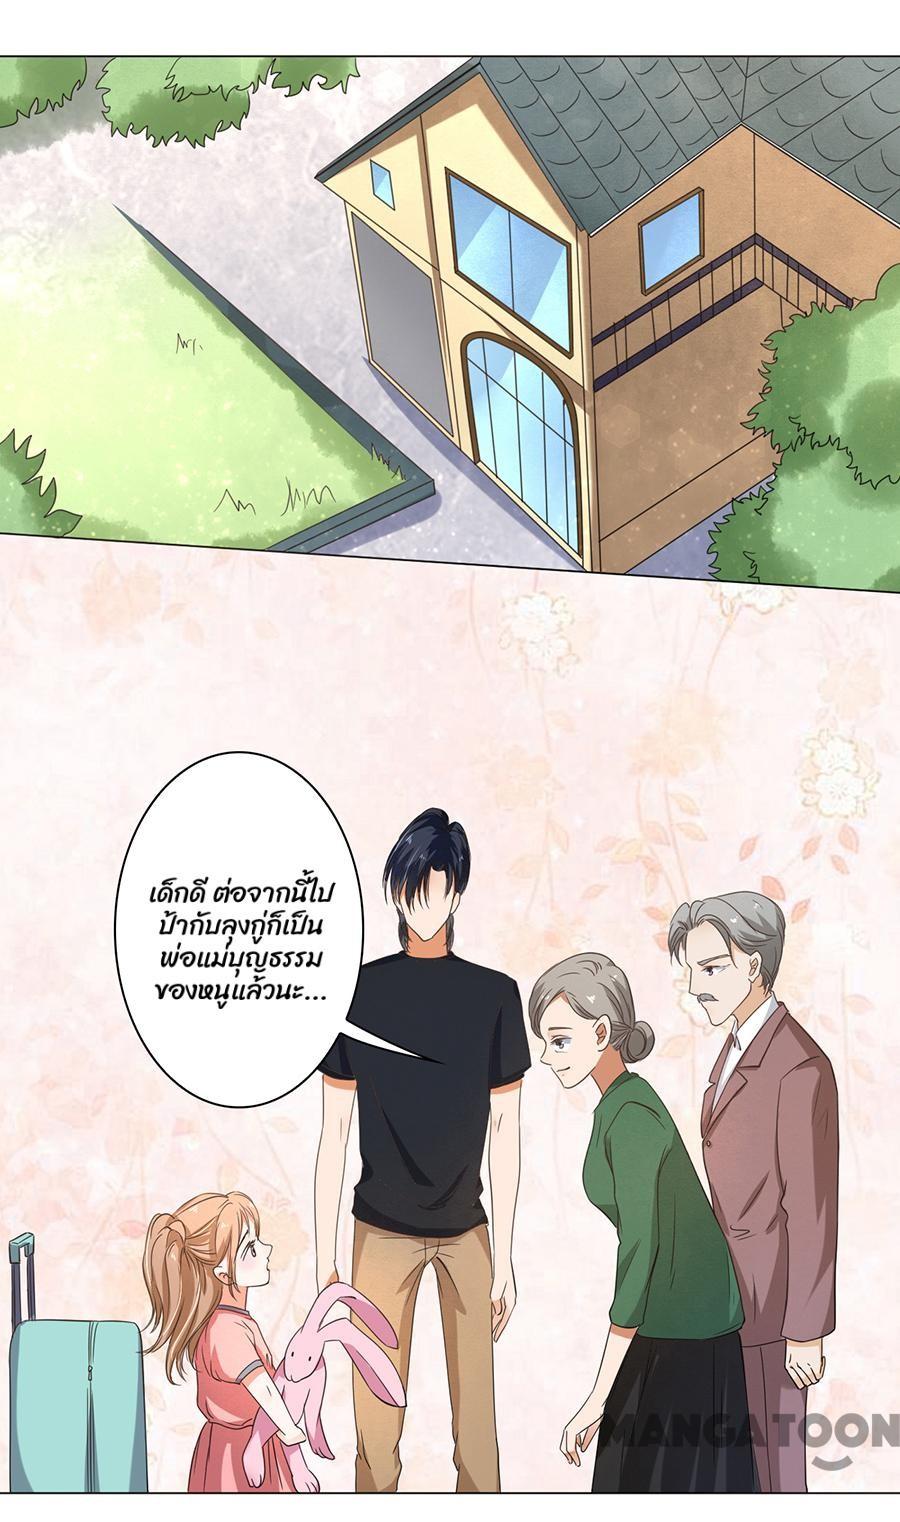 เด็กดี ต่อจากนี้ไป
ป้ากับลุงกู่ก็เป็น
พ่อแม่บุญธรรม
ของหนูแล้วนะ...
MANGATOON